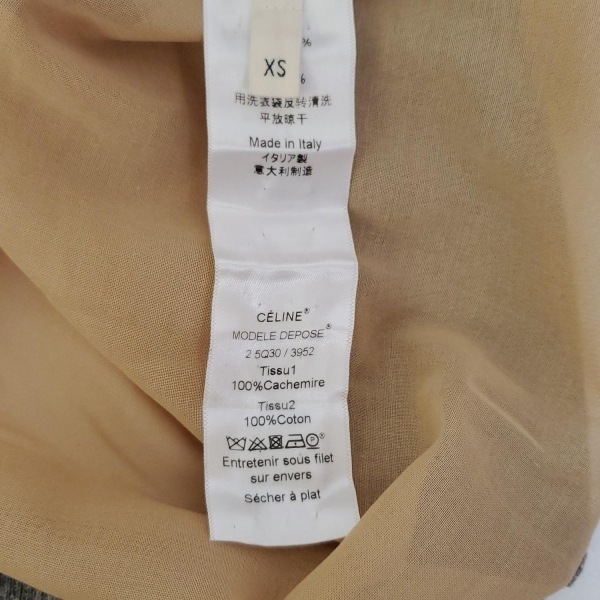 %
XS
%
用洗衣袋反转清洗
平放晾干
Made in Italy
イタリア製
意大利制造
CÉLINE®
MODELE DEPOSE®
2 5Q30 / 3952
Tissu1
100%Cachemire
Tissu2
100%Coton
Entretenir sous filet
sur envers
Sécher à plat